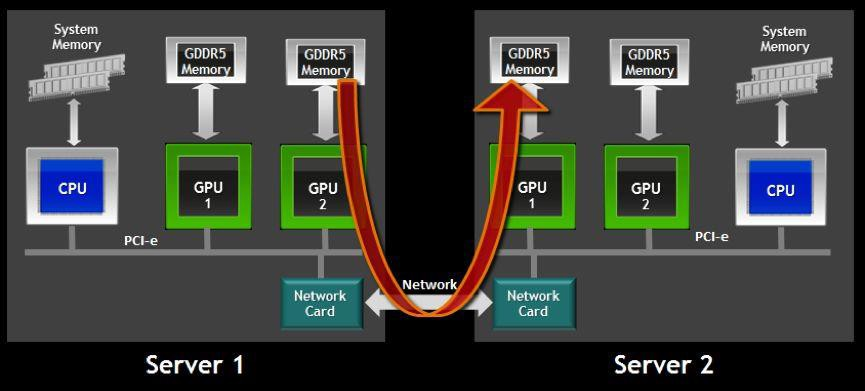 System
Memory
GDDR5
Memory
GDDR5
Memory
CPU
GPU
1
GPU
2
PCI-e
Network
Card
Server 1
Network
GDDR5
Memory
GDDR5
Memory
System
Memory
GPU
1
GPU
2
CPU
PCI-e
Network
Card
Server 2